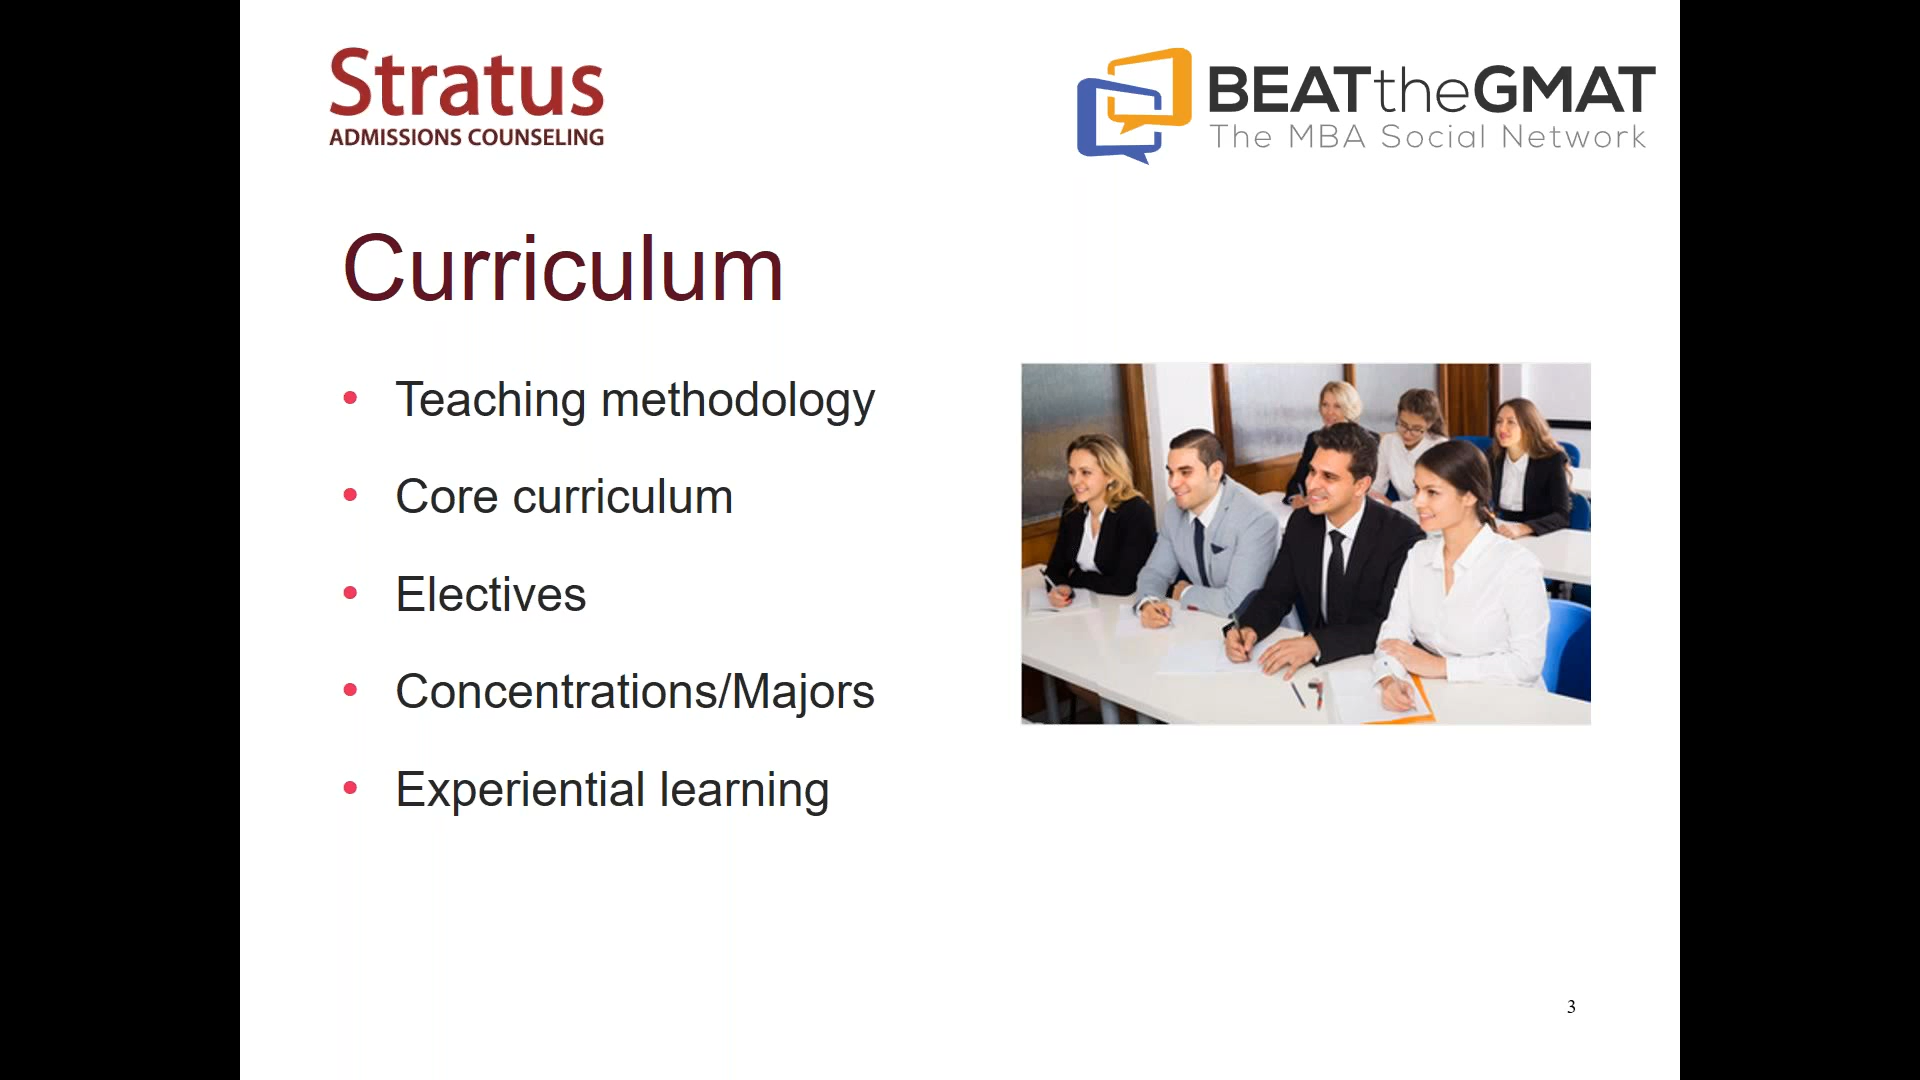 Stratus
ADMISSIONS COUNSELING
BEATtheGMAT
The MBA Social Network
Curriculum
• Teaching methodology
• Core curriculum
• Electives
• Concentrations/Majors
• Experiential learning
3